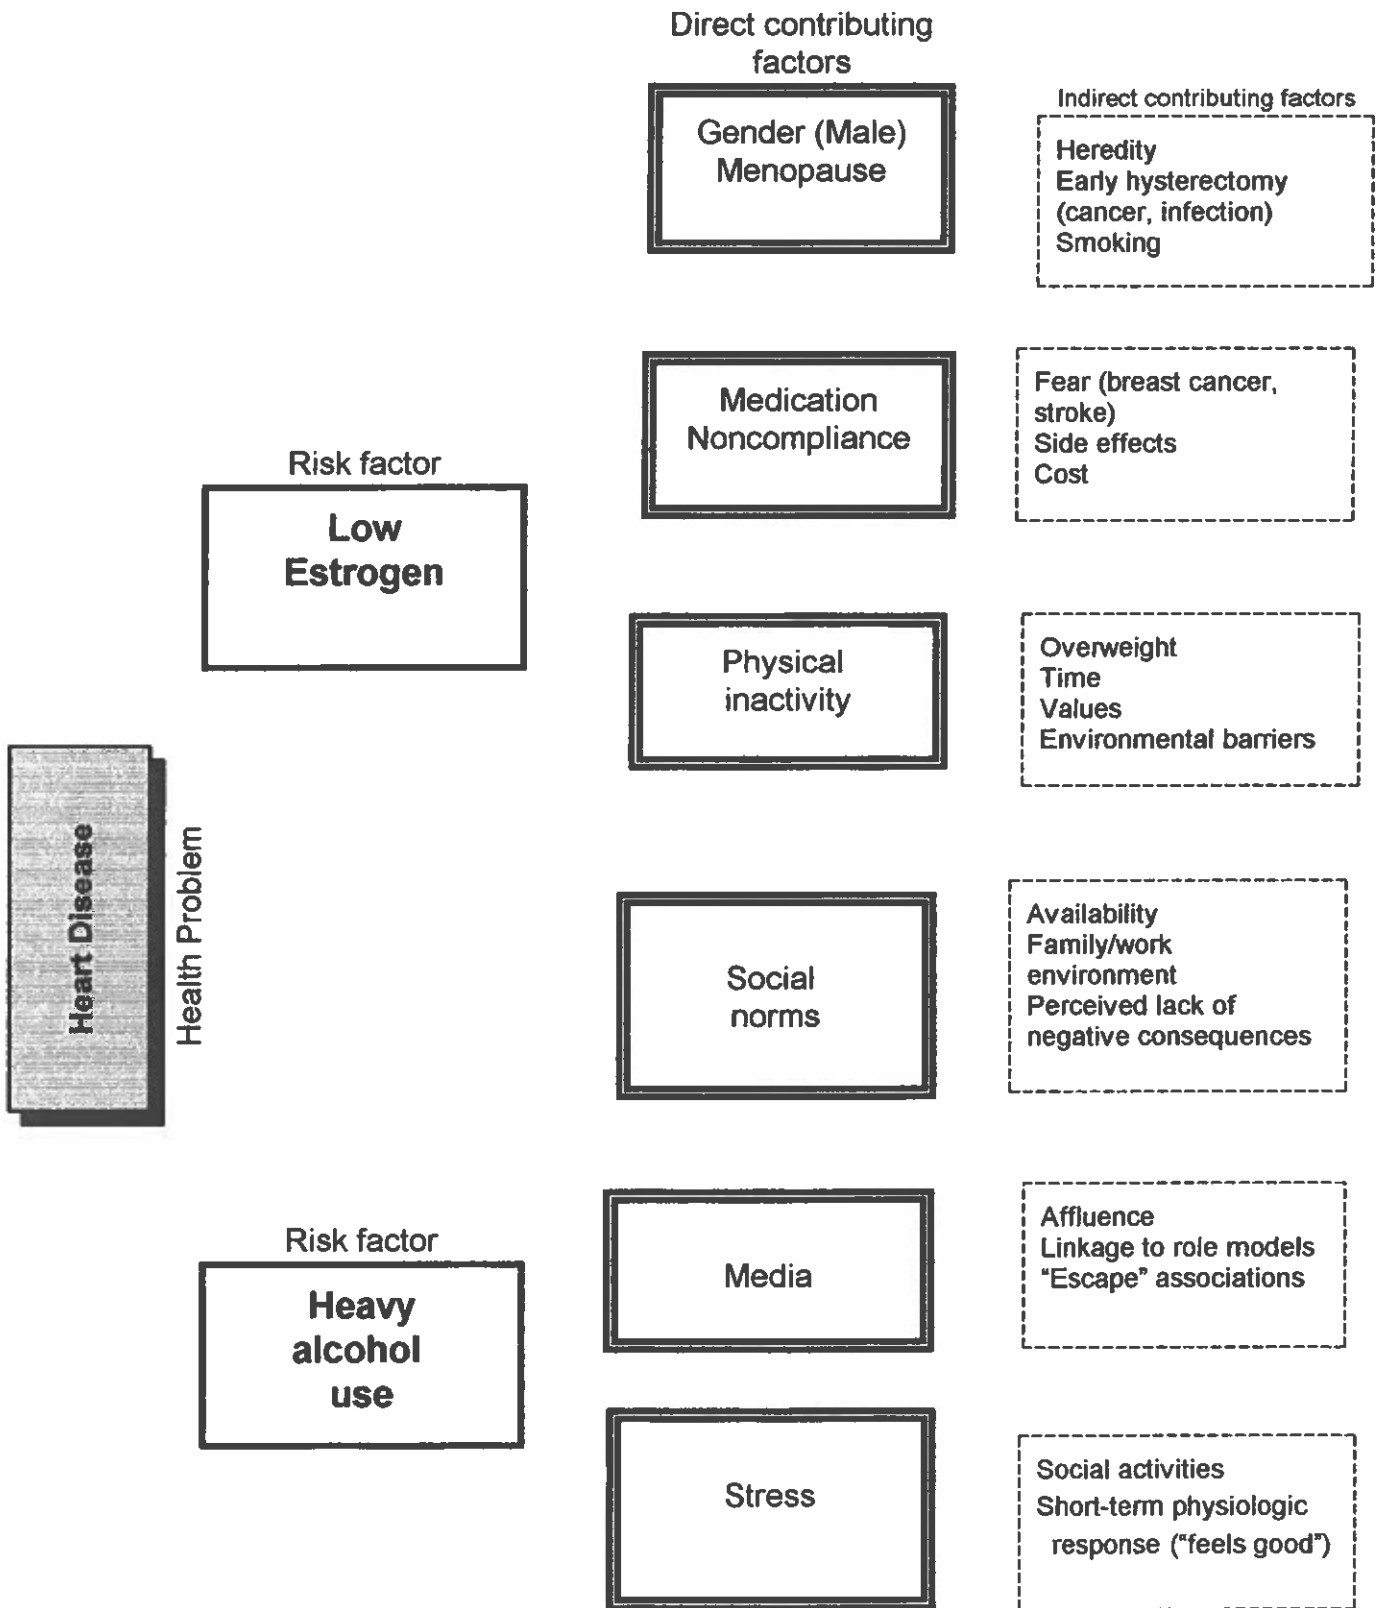 Direct contributing
factors
Gender (Male)
Menopause
Indirect contributing factors
Heredity
Early hysterectomy
(cancer, infection)
Smoking
Medication
Noncompliance
Fear (breast cancer,
stroke)
Side effects
Cost
Risk factor
Low
Estrogen
Physical
inactivity
Overweight
Time
Values
Environmental barriers
Heart Disease
Health Problem
Social
norms
Availability
Family/work
environment
Perceived lack of
negative consequences
Risk factor
Heavy
alcohol
use
Media
Affluence
Linkage to role models
"Escape" associations
Stress
Social activities
Short-term physiologic
response ("feels good")